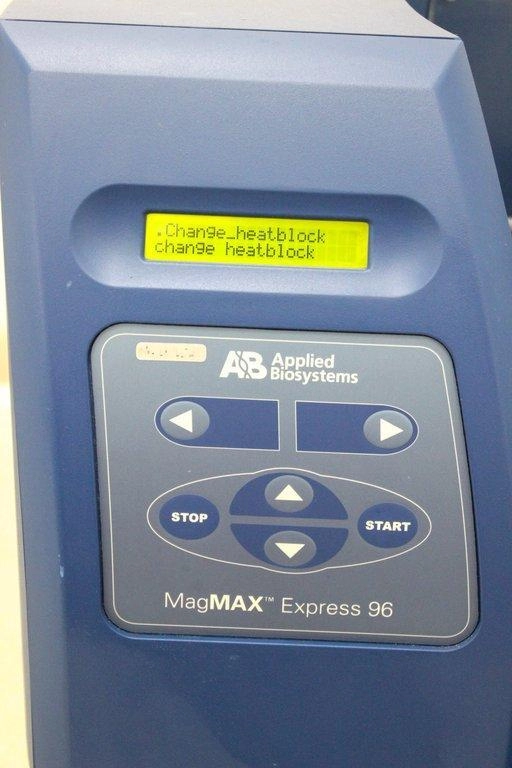 .Change_heatblock
change heatblock
AB Applied
Biosystems
STOP
START
MagMAX™ Express 96